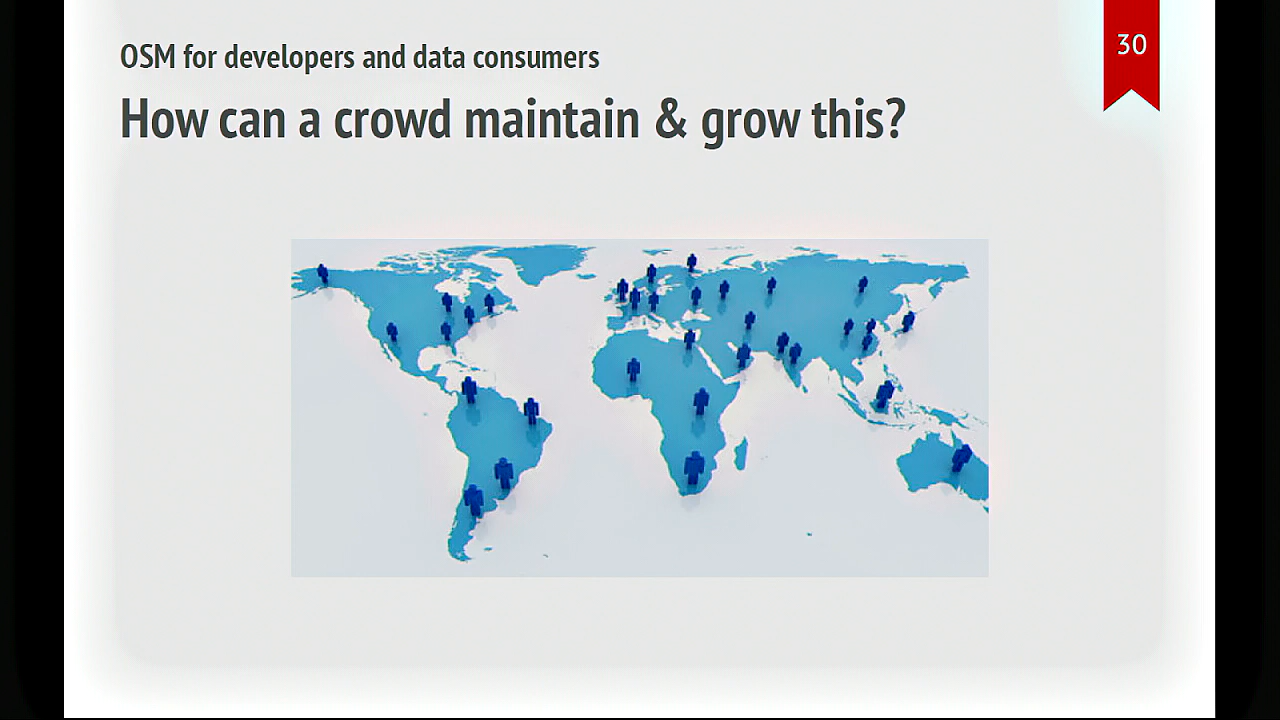 OSM for developers and data consumers
30
How can a crowd maintain & grow this?